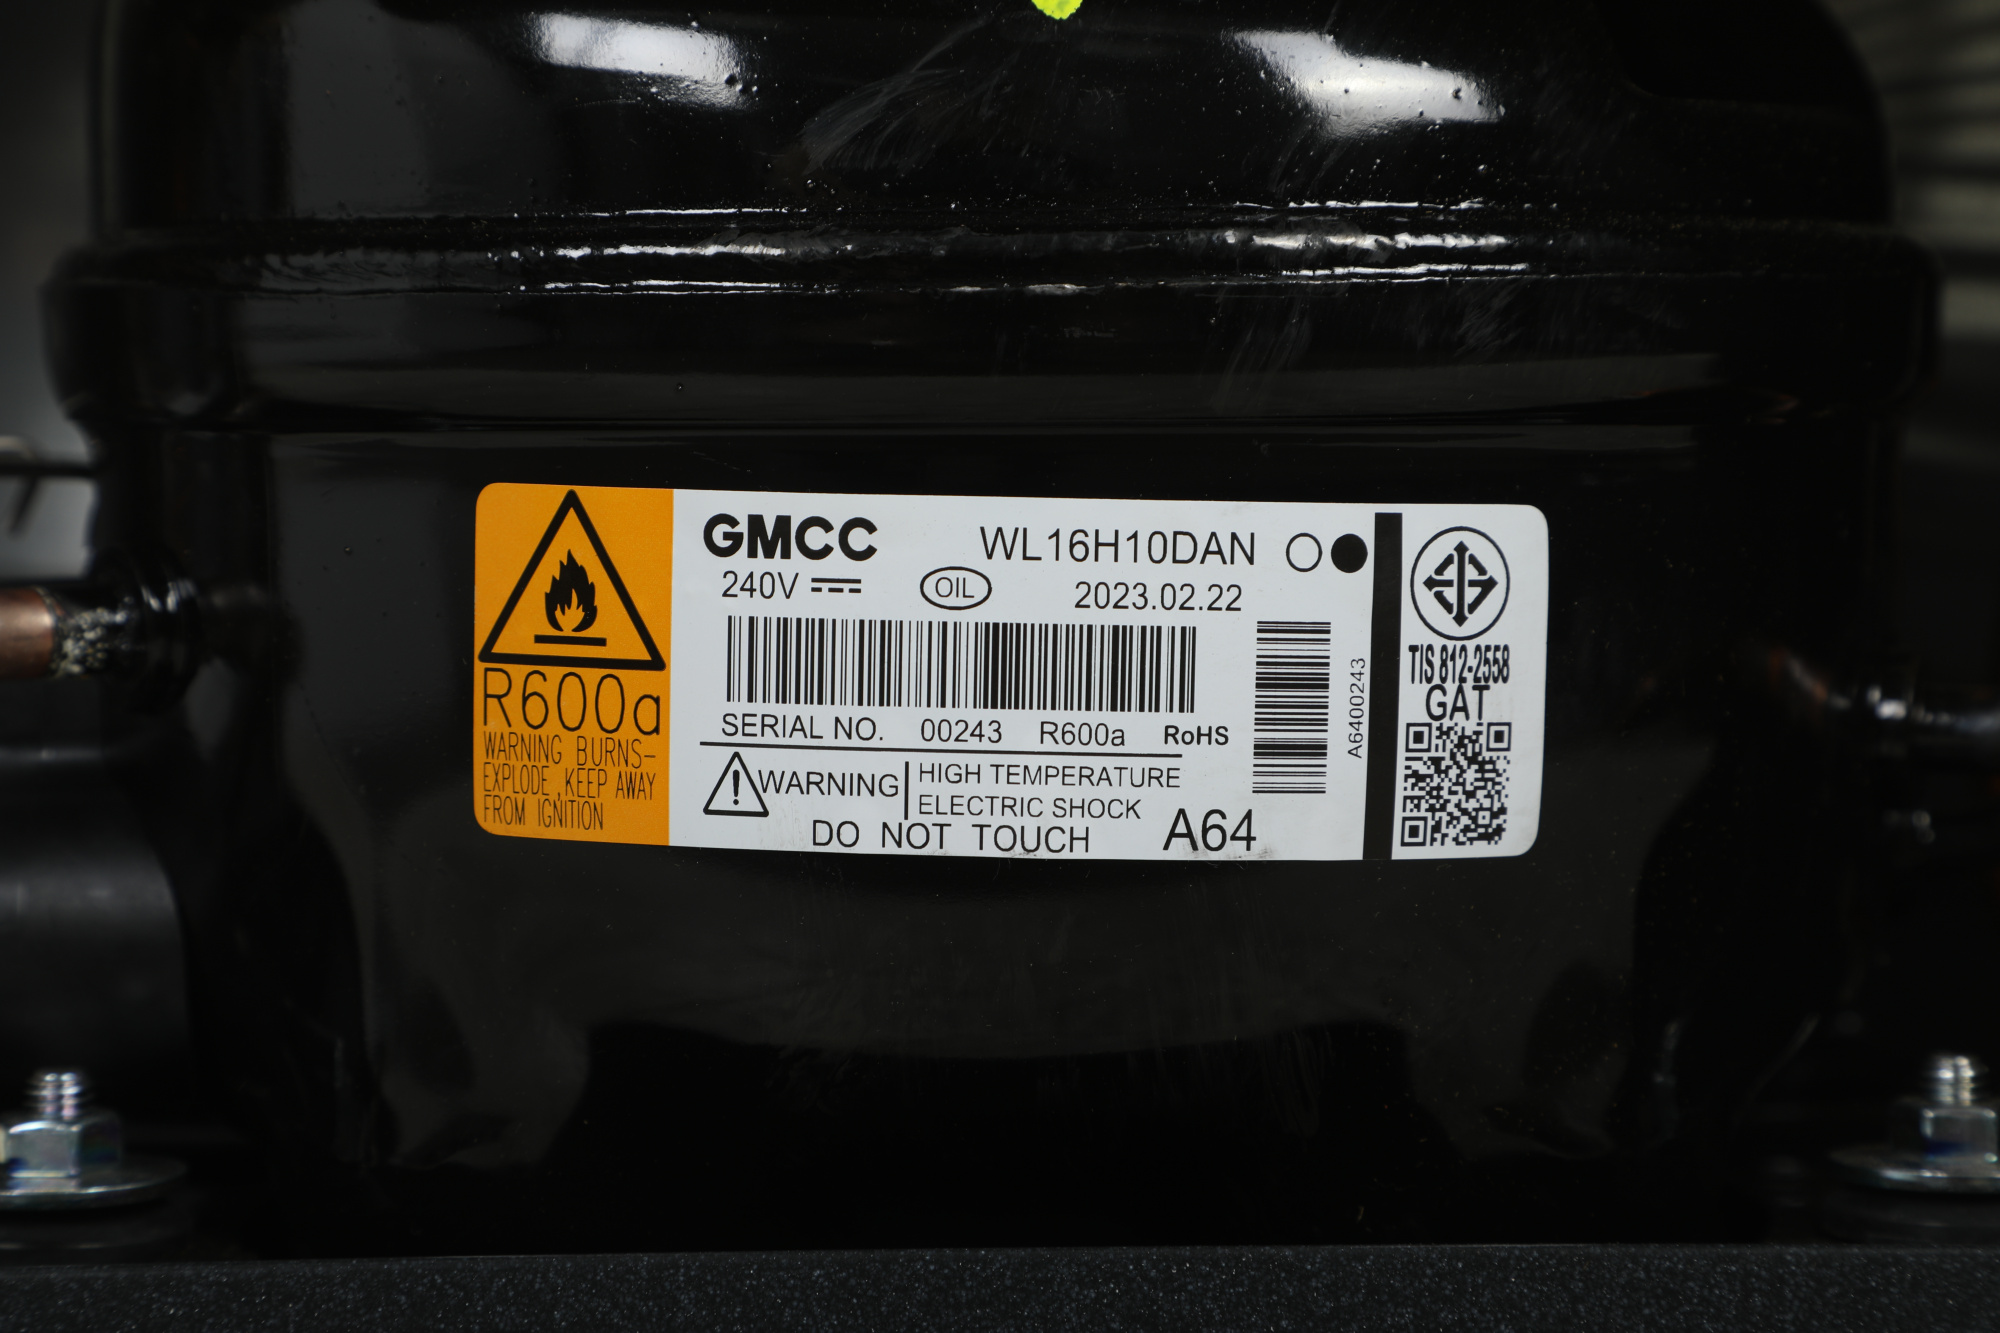 GMCC WL16H10DAN
240V OIL 2023.02.22
SERIAL NO. 00243 R600a RoHS
WARNING HIGH TEMPERATURE
ELECTRIC SHOCK
DO NOT TOUCH A64
R600a
WARNING BURNS-
EXPLODE ,KEEP AWAY
FROM IGNITION
A6400243
TIS 812-2558
GAT